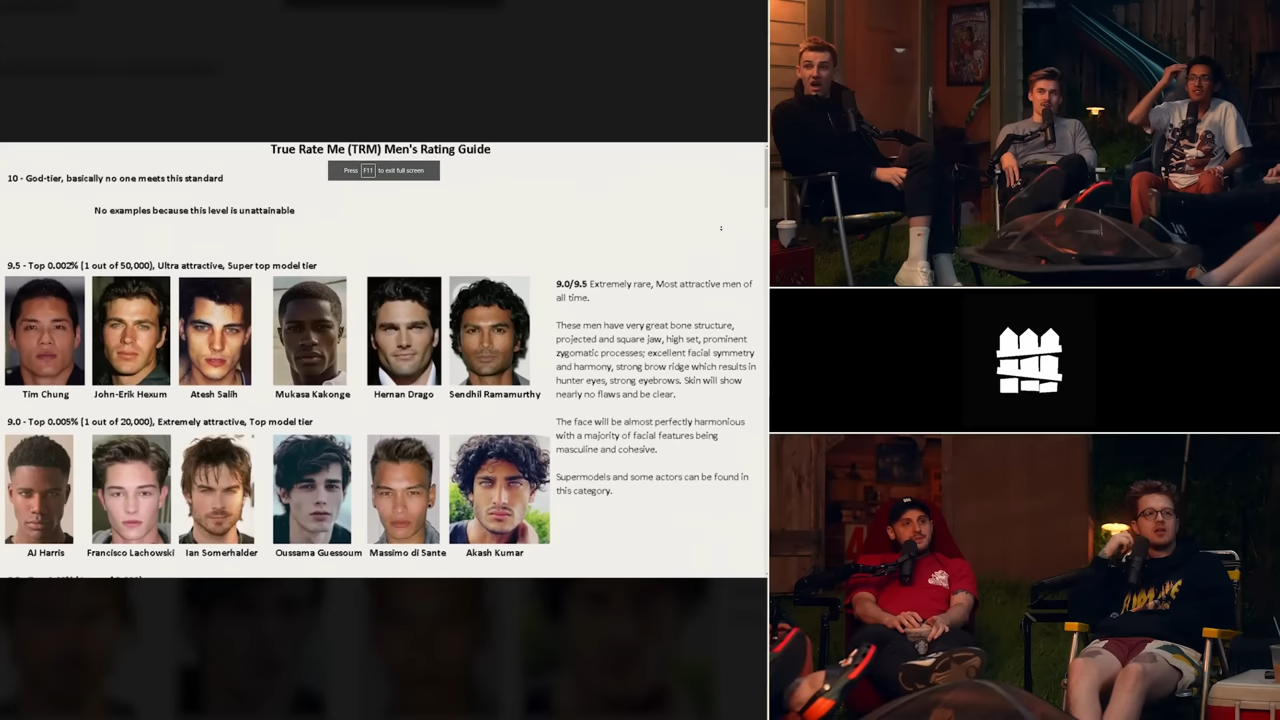 True Rate Me (TRM) Men's Rating Guide
Press F11 to exit full screen
10 - God-tier, basically no one meets this standard
No examples because this level is unattainable
9.5 - Top 0.002% (1 out of 50,000), Ultra attractive, Super top model tier
Tim Chung
John-Erik Hexum
Atesh Salih
Mukasa Kakonge
Hernan Drago
Sendhil Ramamurthy
9.0 - Top 0.005% (1 out of 20,000), Extremely attractive, Top model tier
AJ Harris
Francisco Lachowski
Ian Somerhalder
Oussama Guessoum
Massimo di Sante
Akash Kumar
9.0/9.5 Extremely rare, Most attractive men of
all time.
These men have very great bone structure,
projected and square jaw, high set, prominent
zygomatic processes; excellent facial symmetry
and harmony, strong brow ridge which results in
hunter eyes, strong eyebrows. Skin will show
nearly no flaws and be clear.
The face will be almost perfectly harmonious
with a majority of facial features being
masculine and cohesive.
Supermodels and some actors can be found in
this category.